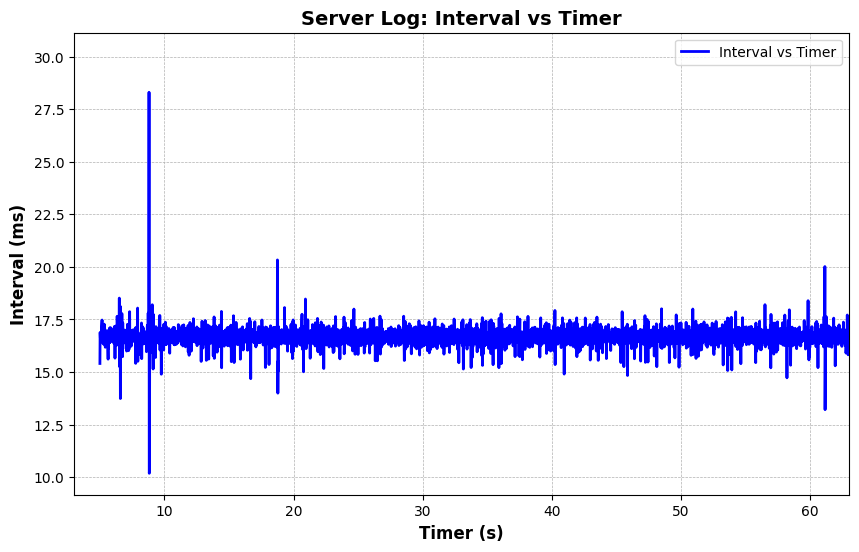 Server Log: Interval vs Timer
Interval vs Timer
30.0
27.5
25.0
22.5
20.0
17.5
15.0
12.5
10.0
Interval (ms)
10 20 30 40 50 60
Timer (s)